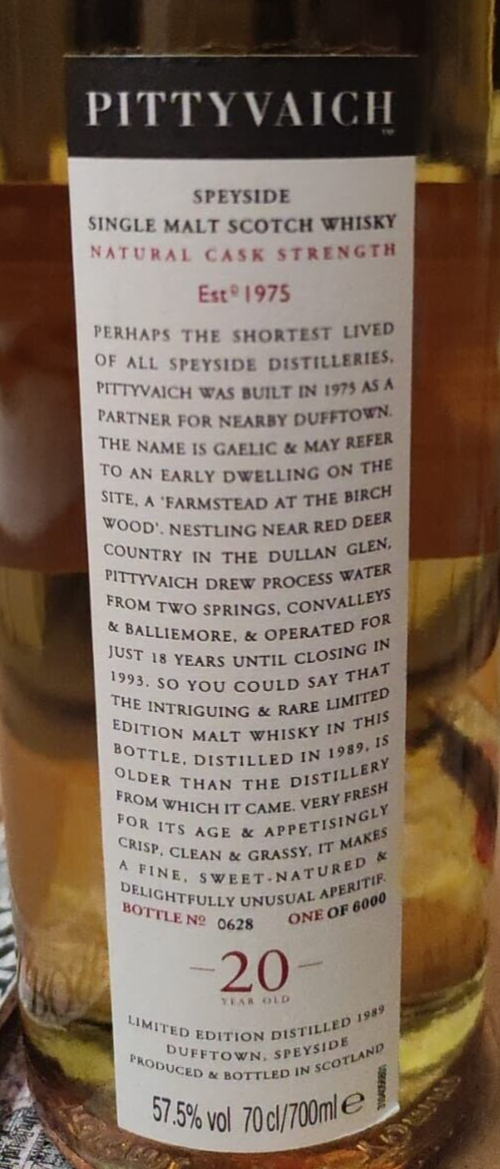 PITTYVAICH™
SPEYSIDE
SINGLE MALT SCOTCH WHISKY
NATURAL CASK STRENGTH
Estº 1975
PERHAPS THE SHORTEST LIVED
OF ALL SPEYSIDE DISTILLERIES,
PITTYVAICH WAS BUILT IN 1975 AS A
PARTNER FOR NEARBY DUFFTOWN.
THE NAME IS GAELIC & MAY REFER
TO AN EARLY DWELLING ON THE
SITE, A 'FARMSTEAD AT THE BIRCH
WOOD'. NESTLING NEAR RED DEER
COUNTRY IN THE DULLAN GLEN,
PITTYVAICH DREW PROCESS WATER
FROM TWO SPRINGS, CONVALLEYS
& BALLIEMORE, & OPERATED FOR
JUST 18 YEARS UNTIL CLOSING IN
1993. SO YOU COULD SAY THAT
THE INTRIGUING & RARE LIMITED
EDITION MALT WHISKY IN THIS
BOTTLE, DISTILLED IN 1989, IS
OLDER THAN THE DISTILLERY
FROM WHICH IT CAME. VERY FRESH
FOR ITS AGE & APPETISINGLY
CRISP, CLEAN & GRASSY, IT MAKES
A FINE, SWEET-NATURED &
DELIGHTFULLY UNUSUAL APERITIF.
BOTTLE Nº 0628 ONE OF 6000
–20–
YEAR OLD
LIMITED EDITION DISTILLED 1989
DUFFTOWN, SPEYSIDE
PRODUCED & BOTTLED IN SCOTLAND
57.5% vol 70cl/700ml e